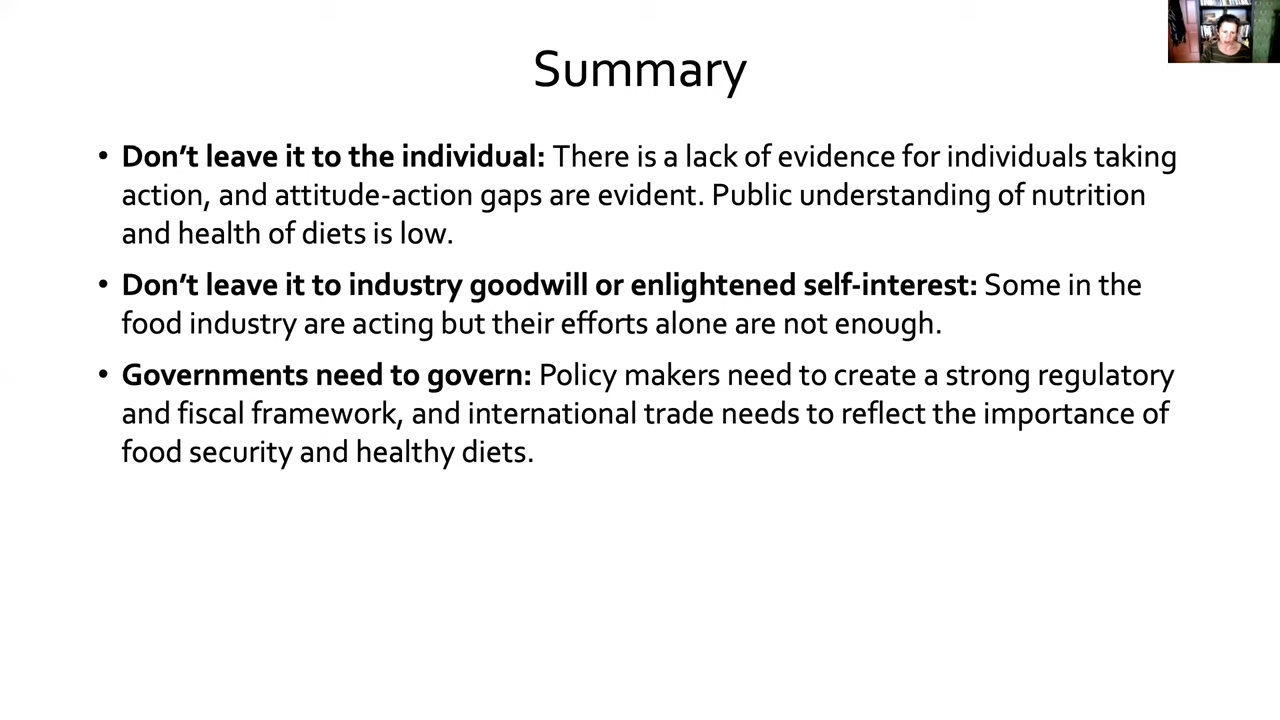 Summary
• Don’t leave it to the individual: There is a lack of evidence for individuals taking
action, and attitude-action gaps are evident. Public understanding of nutrition
and health of diets is low.
• Don’t leave it to industry goodwill or enlightened self-interest: Some in the
food industry are acting but their efforts alone are not enough.
• Governments need to govern: Policy makers need to create a strong regulatory
and fiscal framework, and international trade needs to reflect the importance of
food security and healthy diets.